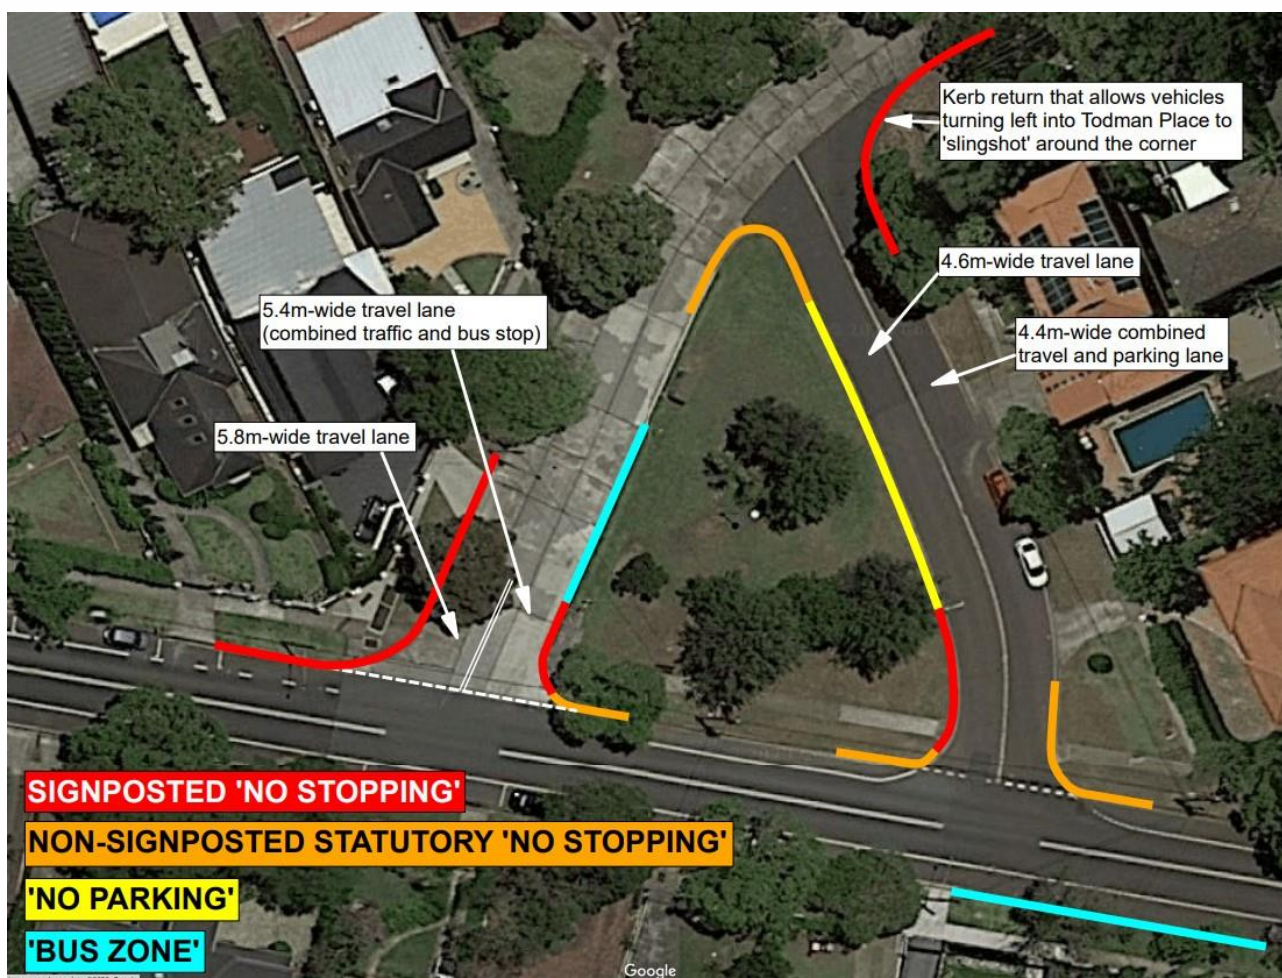 Kerb return that allows vehicles
turning left into Todman Place to
'slingshot' around the corner
4.6m-wide travel lane
5.4m-wide travel lane
(combined traffic and bus stop)
4.4m-wide combined
travel and parking lane
5.8m-wide travel lane
SIGNPOSTED 'NO STOPPING'
NON-SIGNPOSTED STATUTORY 'NO STOPPING'
'NO PARKING'
'BUS ZONE'
Google